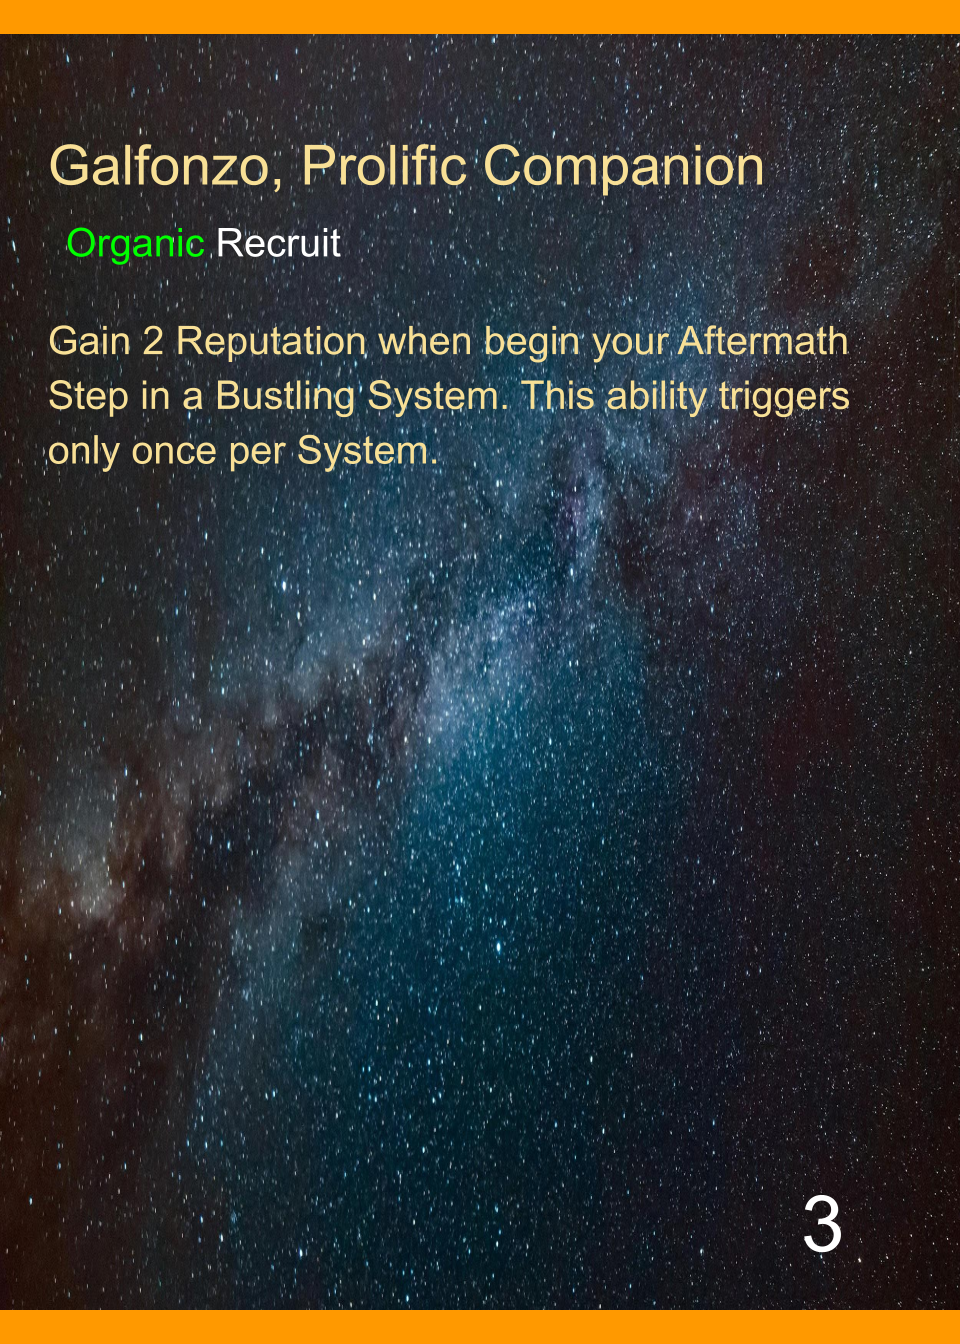 Galfonzo, Prolific Companion
Organic Recruit
Gain 2 Reputation when begin your Aftermath
Step in a Bustling System. This ability triggers
only once per System.
3